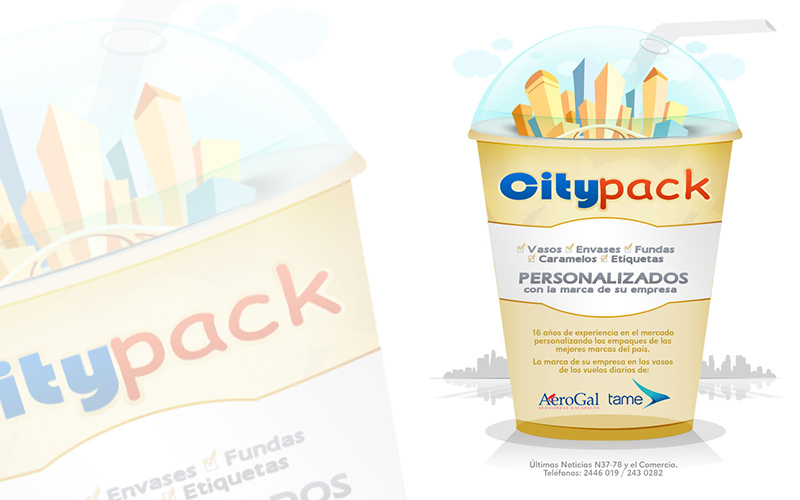 Citypack
Vasos Envases Fundas
Caramelos Etiquetas
PERSONALIZADOS
con la marca de su empresa
16 años de experiencia en el mercado
personalizando los empaques de las
mejores marcas del país.
La marca de su empresa en los vasos
de los vuelos diarios de:
AeroGal tame
AEROLINEAS GALAPAGOS
Últimas Noticias N37-78 y el Comercio.
Teléfonos: 2446 019 / 243 0282
itypack
Envases Fundas
Etiquetas